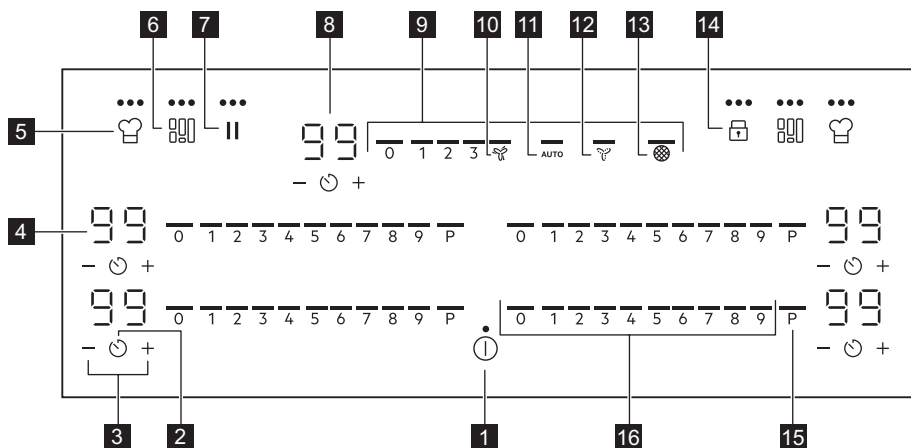 6 7 8 9 10 11 12 13 14
5
99 0 1 2 3 AUTO
− +
4 99 0 1 2 3 4 5 6 7 8 9 P 0 1 2 3 4 5 6 7 8 9 P 99
− + − +
99 0 1 2 3 4 5 6 7 8 9 P 0 1 2 3 4 5 6 7 8 9 P 99
− + − +
3 2 1 16 15